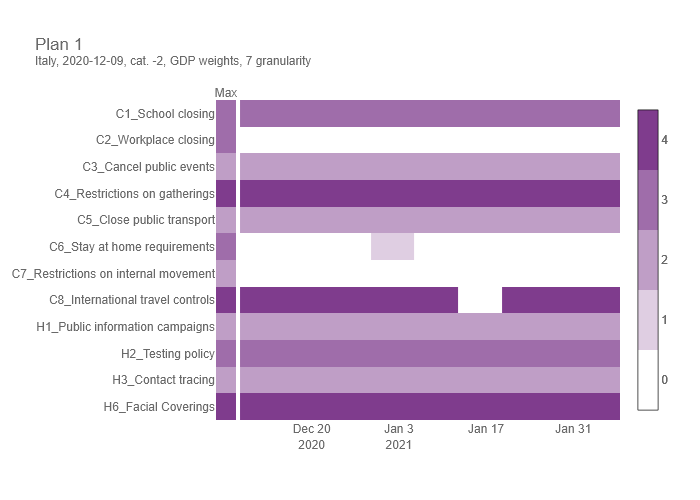 Plan 1
Italy, 2020-12-09, cat. -2, GDP weights, 7 granularity
Max
C1_School closing
C2_Workplace closing
C3_Cancel public events
C4_Restrictions on gatherings
C5_Close public transport
C6_Stay at home requirements
C7_Restrictions on internal movement
C8_International travel controls
H1_Public information campaigns
H2_Testing policy
H3_Contact tracing
H6_Facial Coverings
Dec 20
2020
Jan 3
2021
Jan 17
Jan 31
4
3
2
1
0